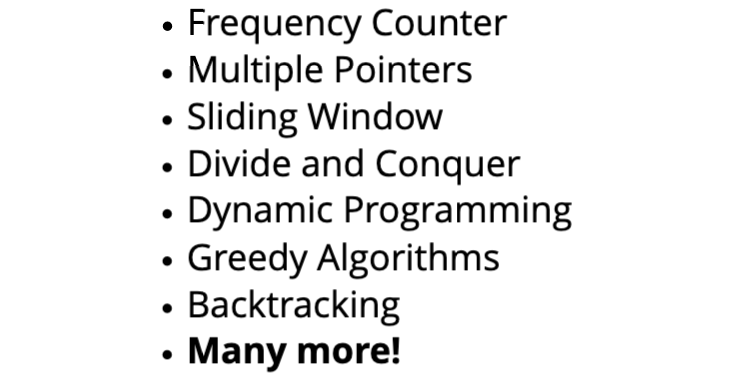 • Frequency Counter
• Multiple Pointers
• Sliding Window
• Divide and Conquer
• Dynamic Programming
• Greedy Algorithms
• Backtracking
• Many more!